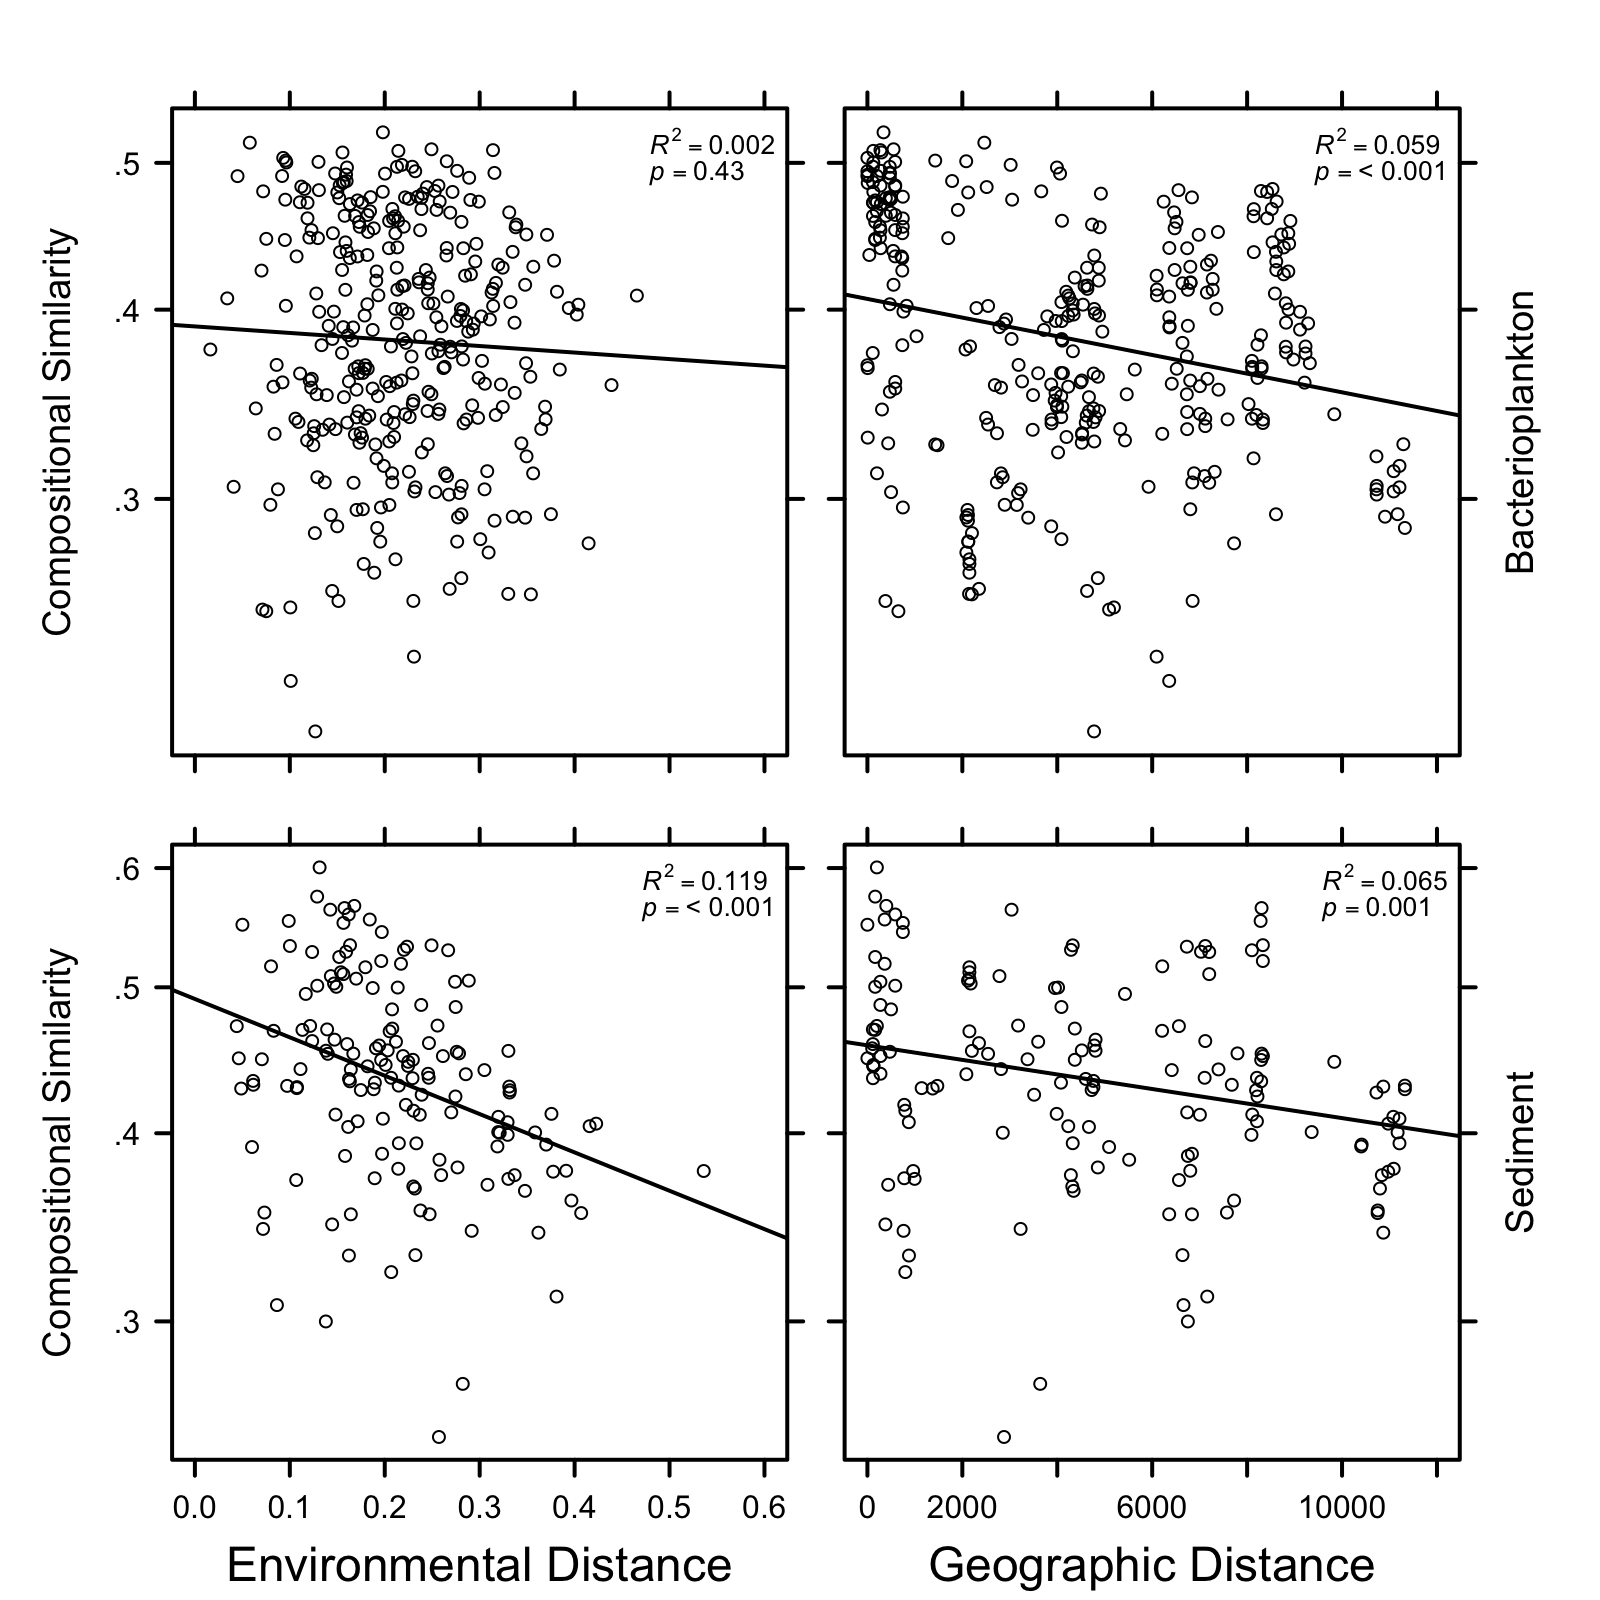 R² = 0.002
p = 0.43
R² = 0.059
p = < 0.001
.5
.4
.3
Compositional Similarity
Bacterioplankton
R² = 0.119
p = < 0.001
R² = 0.065
p = 0.001
.6
.5
.4
.3
Compositional Similarity
Sediment
0.0 0.1 0.2 0.3 0.4 0.5 0.6
0 2000 6000 10000
Environmental Distance
Geographic Distance